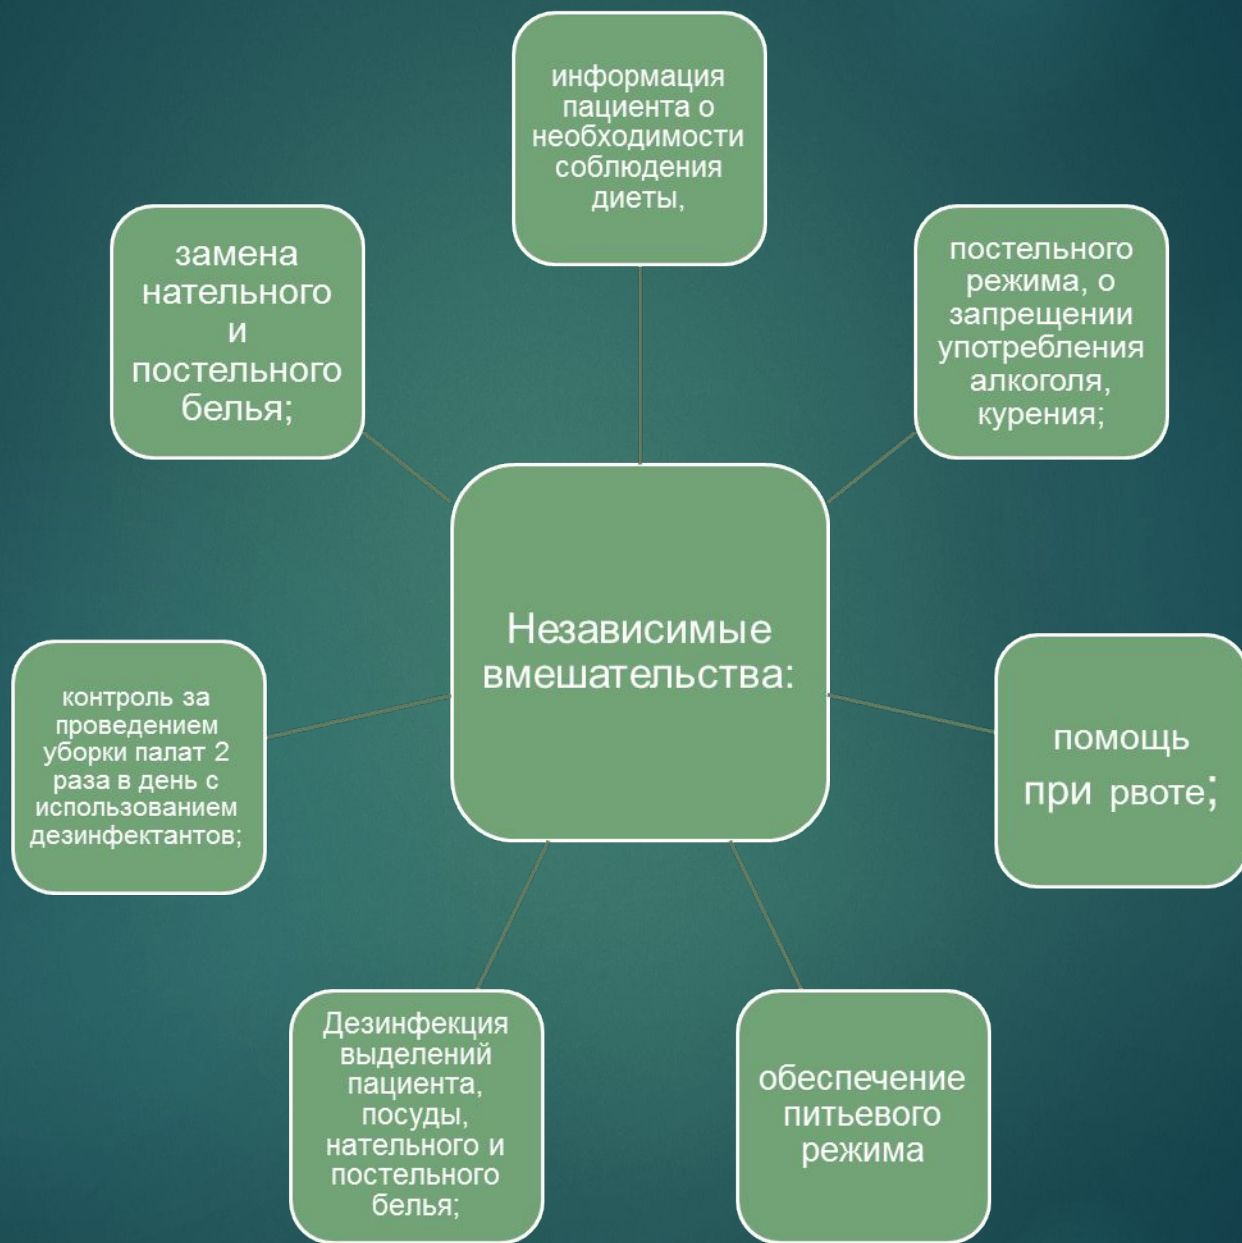 информация
пациента о
необходимости
соблюдения
диеты,
постельного
режима, о
запрещении
употребления
алкоголя,
курения;
помощь
при рвоте;
обеспечение
питьевого
режима
Дезинфекция
выделений
пациента,
посуды,
нательного и
постельного
белья;
контроль за
проведением
уборки палат 2
раза в день с
использованием
дезинфектантов;
замена
нательного
и
постельного
белья;
Независимые
вмешательства: